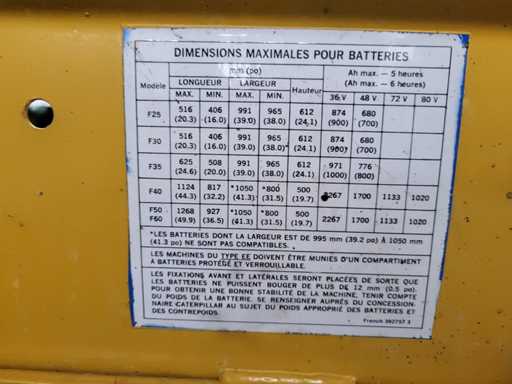 DIMENSIONS MAXIMALES POUR BATTERIES
mm (po)
Ah max. — 5 heures
(Ah max. — 6 heures)
Modèle LONGUEUR LARGEUR Hauteur
MAX. MIN. MAX. MIN. 36 V 48 V 72 V 80 V
F25 516 406 991 965 612 874 680
(20.3) (16.0) (39.0) (38.0) (24.1) (900) (700)
F30 516 406 991 965 612 874 680
(20.3) (16.0) (39.0) (38.0) (24.1) (900) (700)
F35 625 508 991 965 612 971 776
(24.6) (20.0) (39.0) (38.0) (24.1) (1000) (800)
F40 1124 817 *1050 *800 500 2267 1700 1133 1020
(44.3) (32.2) (41.3) (31.5) (19.7)
F50 1268 927 *1050 *800 500 2267 1700 1133 1020
F60 (49.9) (36.5) (41.3) (31.5) (19.7)
*LES BATTERIES DONT LA LARGEUR EST DE 995 mm (39.2 po) à 1050 mm
(41.3 po) NE SONT PAS COMPATIBLES.
LES MACHINES DU TYPE EE DOIVENT ÊTRE MUNIES D'UN COMPARTIMENT
À BATTERIES PROTÉGÉ ET VERROUILLABLE.
LES FIXATIONS AVANT ET LATÉRALES SERONT PLACÉES DE SORTE QUE
LES BATTERIES NE PUISSENT BOUGER DE PLUS DE 12 mm (0.5 po).
POUR OBTENIR UNE BONNE STABILITÉ DE LA MACHINE, TENIR COMPTE
DU POIDS DE LA BATTERIE. SE RENSEIGNER AUPRÈS DU CONCESSION-
NAIRE CATERPILLAR AU SUJET DU POIDS APPROPRIÉ DES BATTERIES ET
DES CONTREPOIDS.
French 392757 3